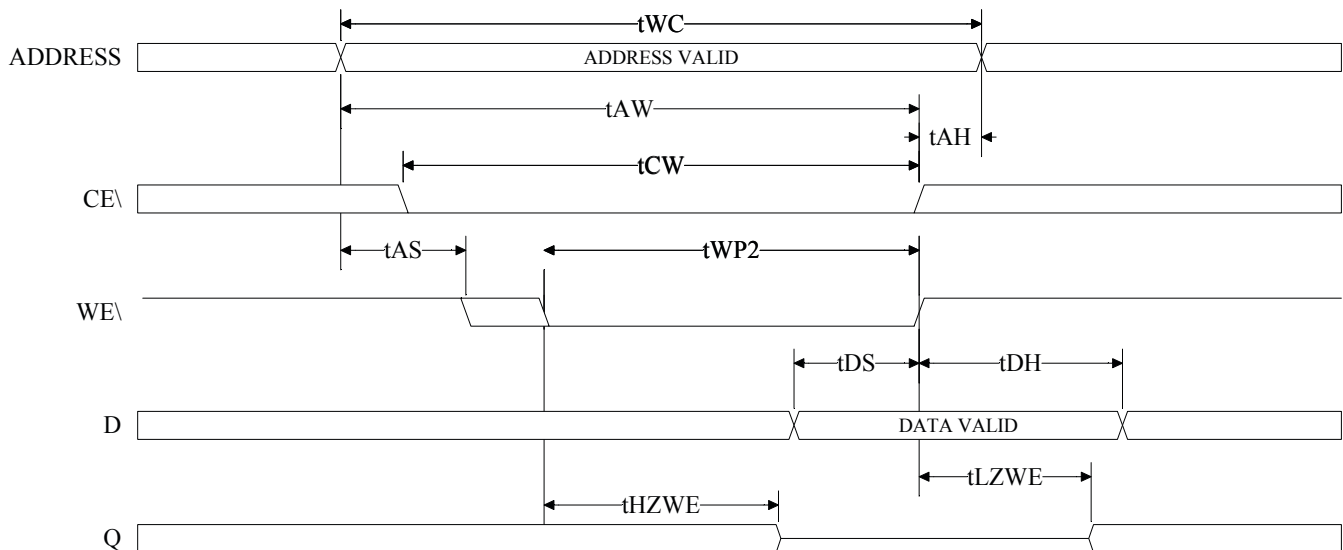 tWC
ADDRESS ADDRESS VALID
tAW
tAH
tCW
CE\
tAS tWP2
WE\
tDS tDH
D DATA VALID
tLZWE
tHZWE
Q